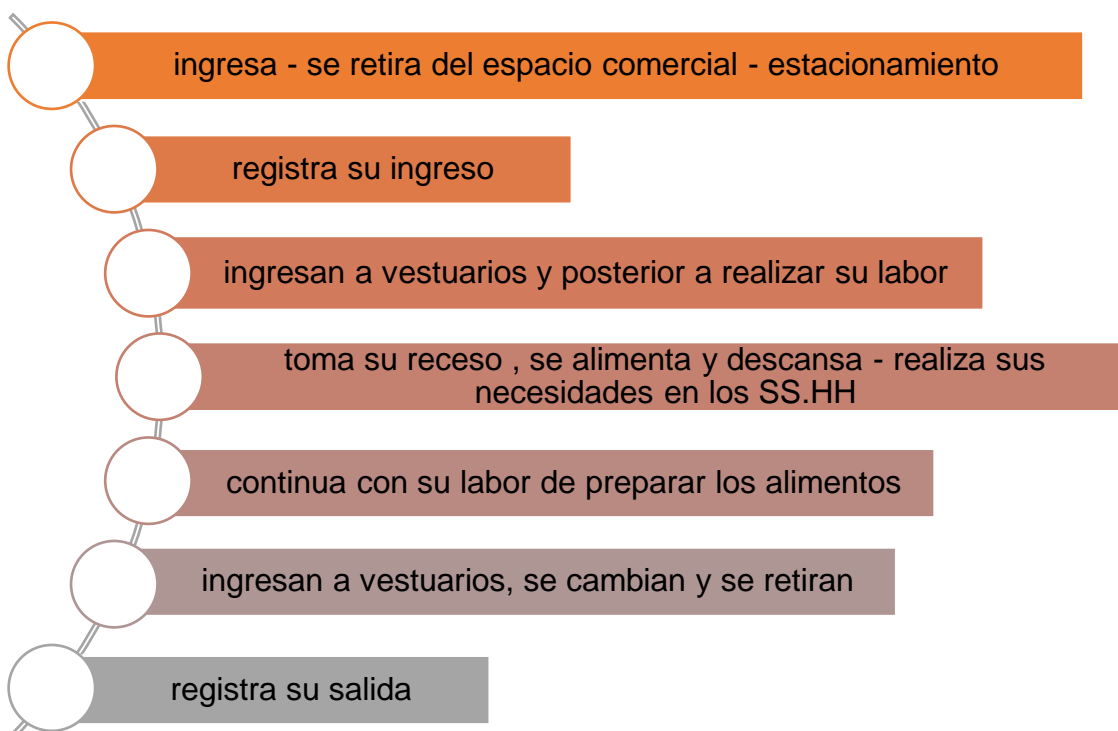 ingresa - se retira del espacio comercial - estacionamiento
registra su ingreso
ingresan a vestuarios y posterior a realizar su labor
toma su receso , se alimenta y descansa - realiza sus
necesidades en los SS.HH
continua con su labor de preparar los alimentos
ingresan a vestuarios, se cambian y se retiran
registra su salida